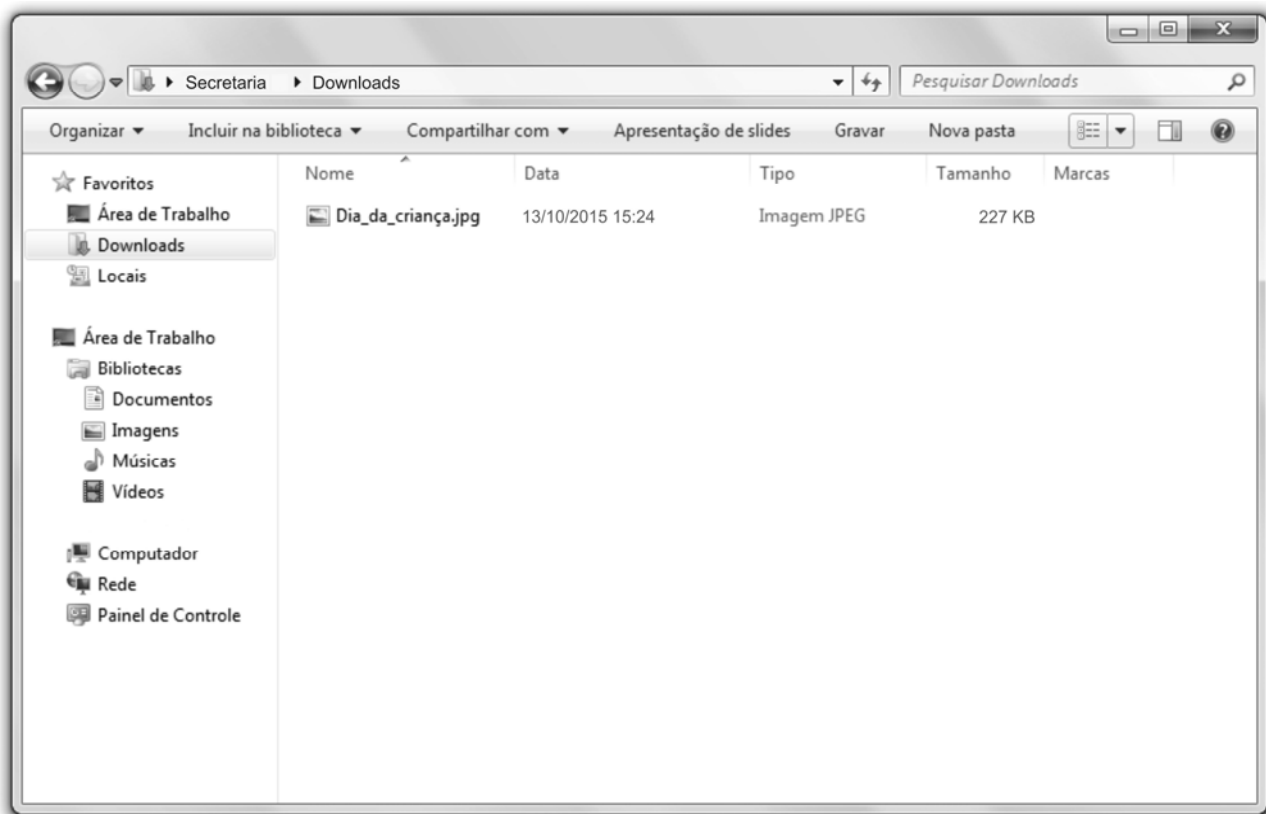 Secretaria Downloads Pesquisar Downloads
Organizar Incluir na biblioteca Compartilhar com Apresentação de slides Gravar Nova pasta
Favoritos
Área de Trabalho
Downloads
Locais
Área de Trabalho
Bibliotecas
Documentos
Imagens
Músicas
Vídeos
Computador
Rede
Painel de Controle
Nome Data Tipo Tamanho Marcas
Dia_da_criança.jpg 13/10/2015 15:24 Imagem JPEG 227 KB